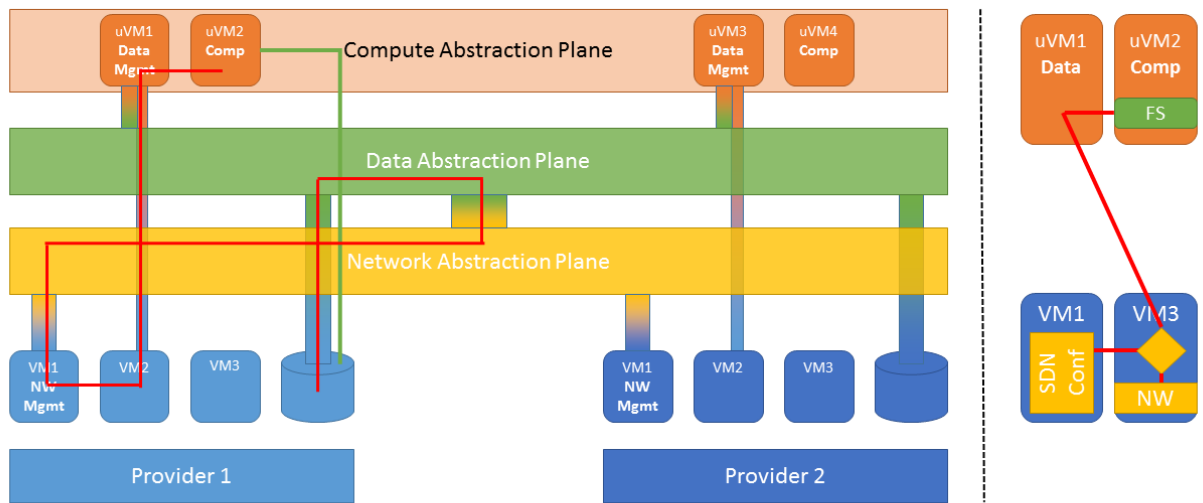 uVM1
Data
Mgmt
uVM2
Comp
Compute Abstraction Plane
uVM3
Data
Mgmt
uVM4
Comp
Data Abstraction Plane
Network Abstraction Plane
VM1
NW
Mgmt
VM2
VM3
VM1
NW
Mgmt
VM2
VM3
Provider 1
Provider 2
uVM1
Data
uVM2
Comp
FS
VM1
SDN
Conf
VM3
NW